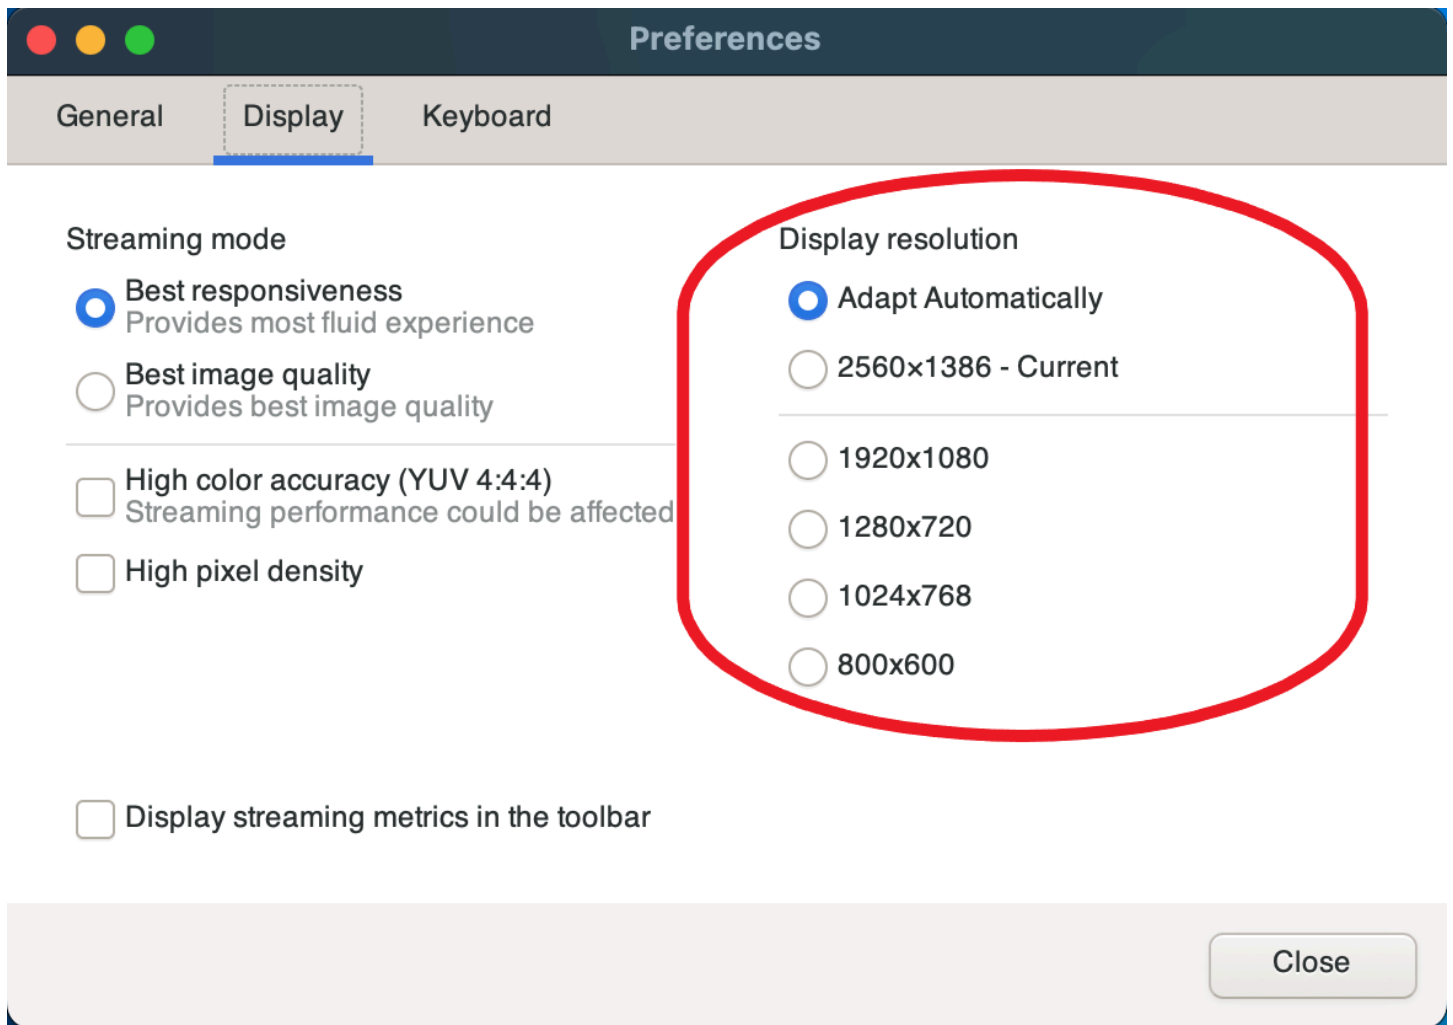 Preferences
General
Display
Keyboard
Streaming mode
Best responsiveness
Provides most fluid experience
Best image quality
Provides best image quality
High color accuracy (YUV 4:4:4)
Streaming performance could be affected
High pixel density
Display resolution
Adapt Automatically
2560×1386 - Current
1920x1080
1280x720
1024x768
800x600
Display streaming metrics in the toolbar
Close